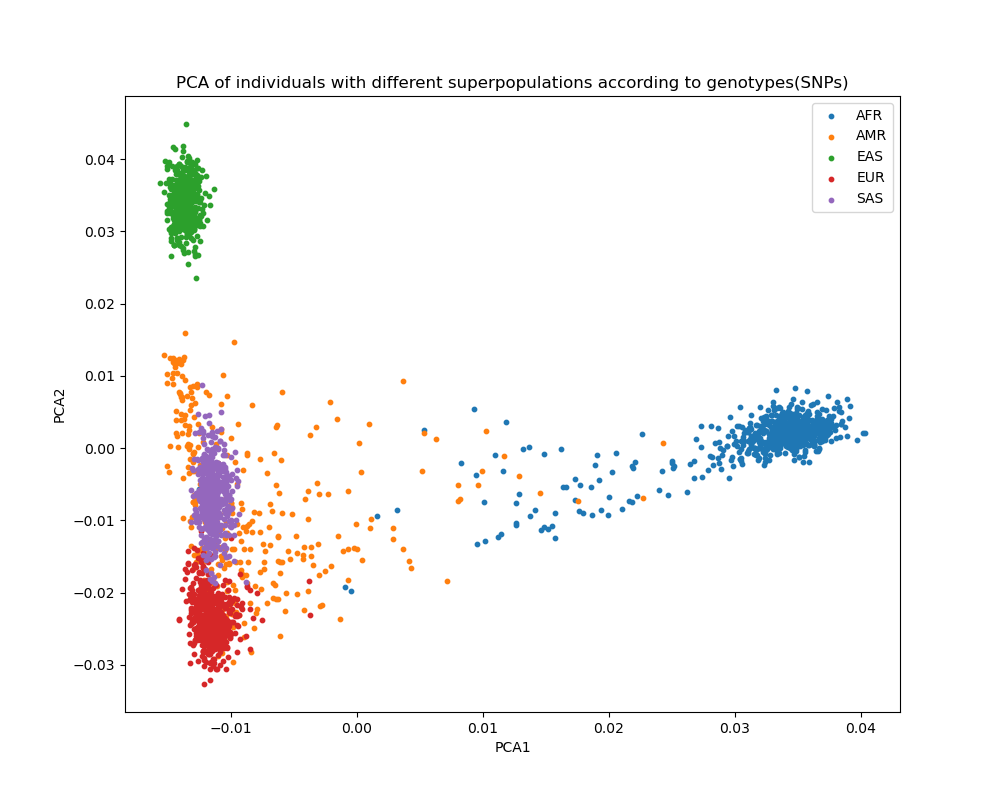 PCA of individuals with different superpopulations according to genotypes(SNPs)
AFR
AMR
EAS
EUR
SAS
PCA2
0.04
0.03
0.02
0.01
0.00
−0.01
−0.02
−0.03
−0.01 0.00 0.01 0.02 0.03 0.04
PCA1